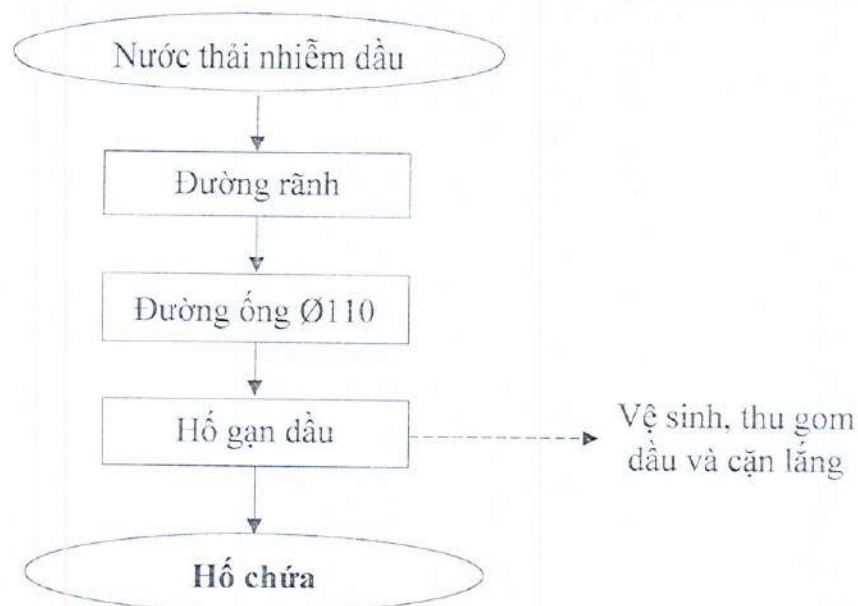 Nước thải nhiễm dầu
Đường rãnh
Đường ống Ø110
Hố gạn dầu
Vệ sinh, thu gom
dầu và cặn lắng
Hố chứa